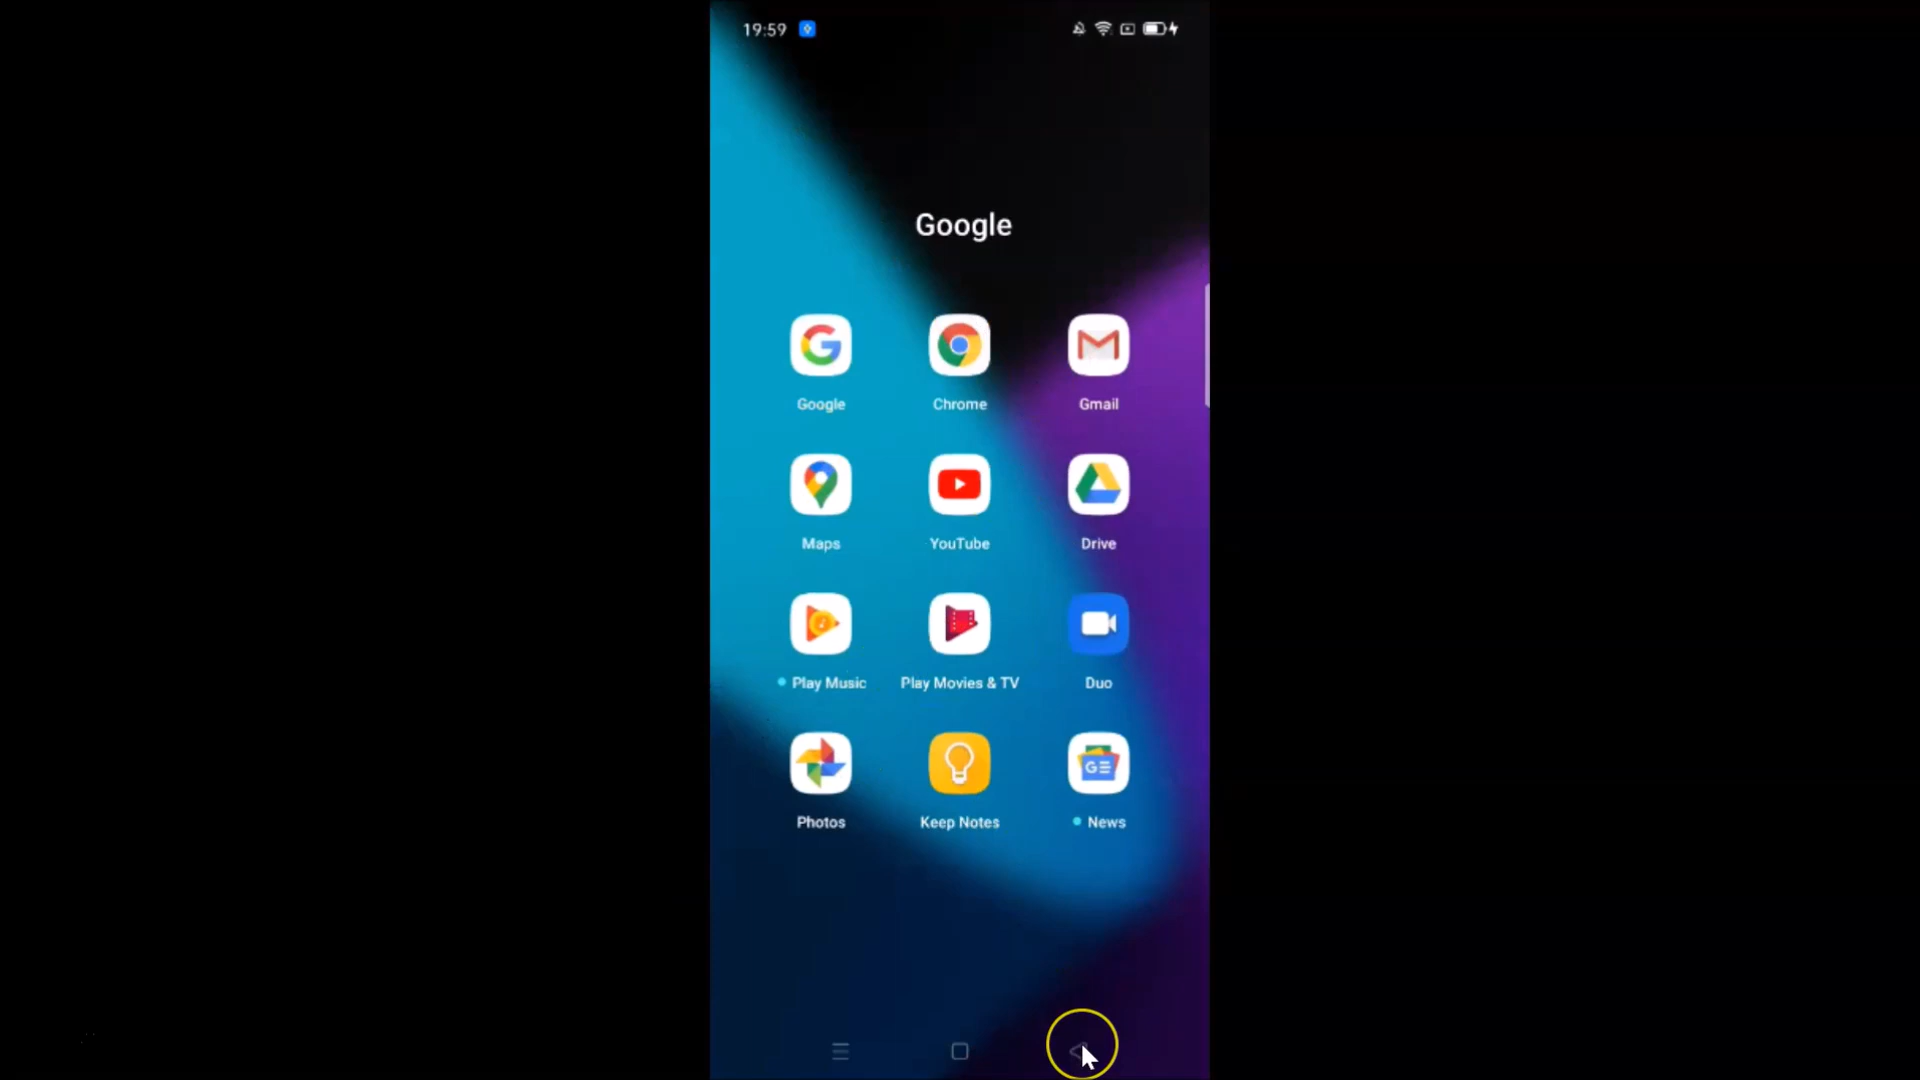 19:59
Google
Google Chrome Gmail
Maps YouTube Drive
Play Music Play Movies & TV Duo
Photos Keep Notes News